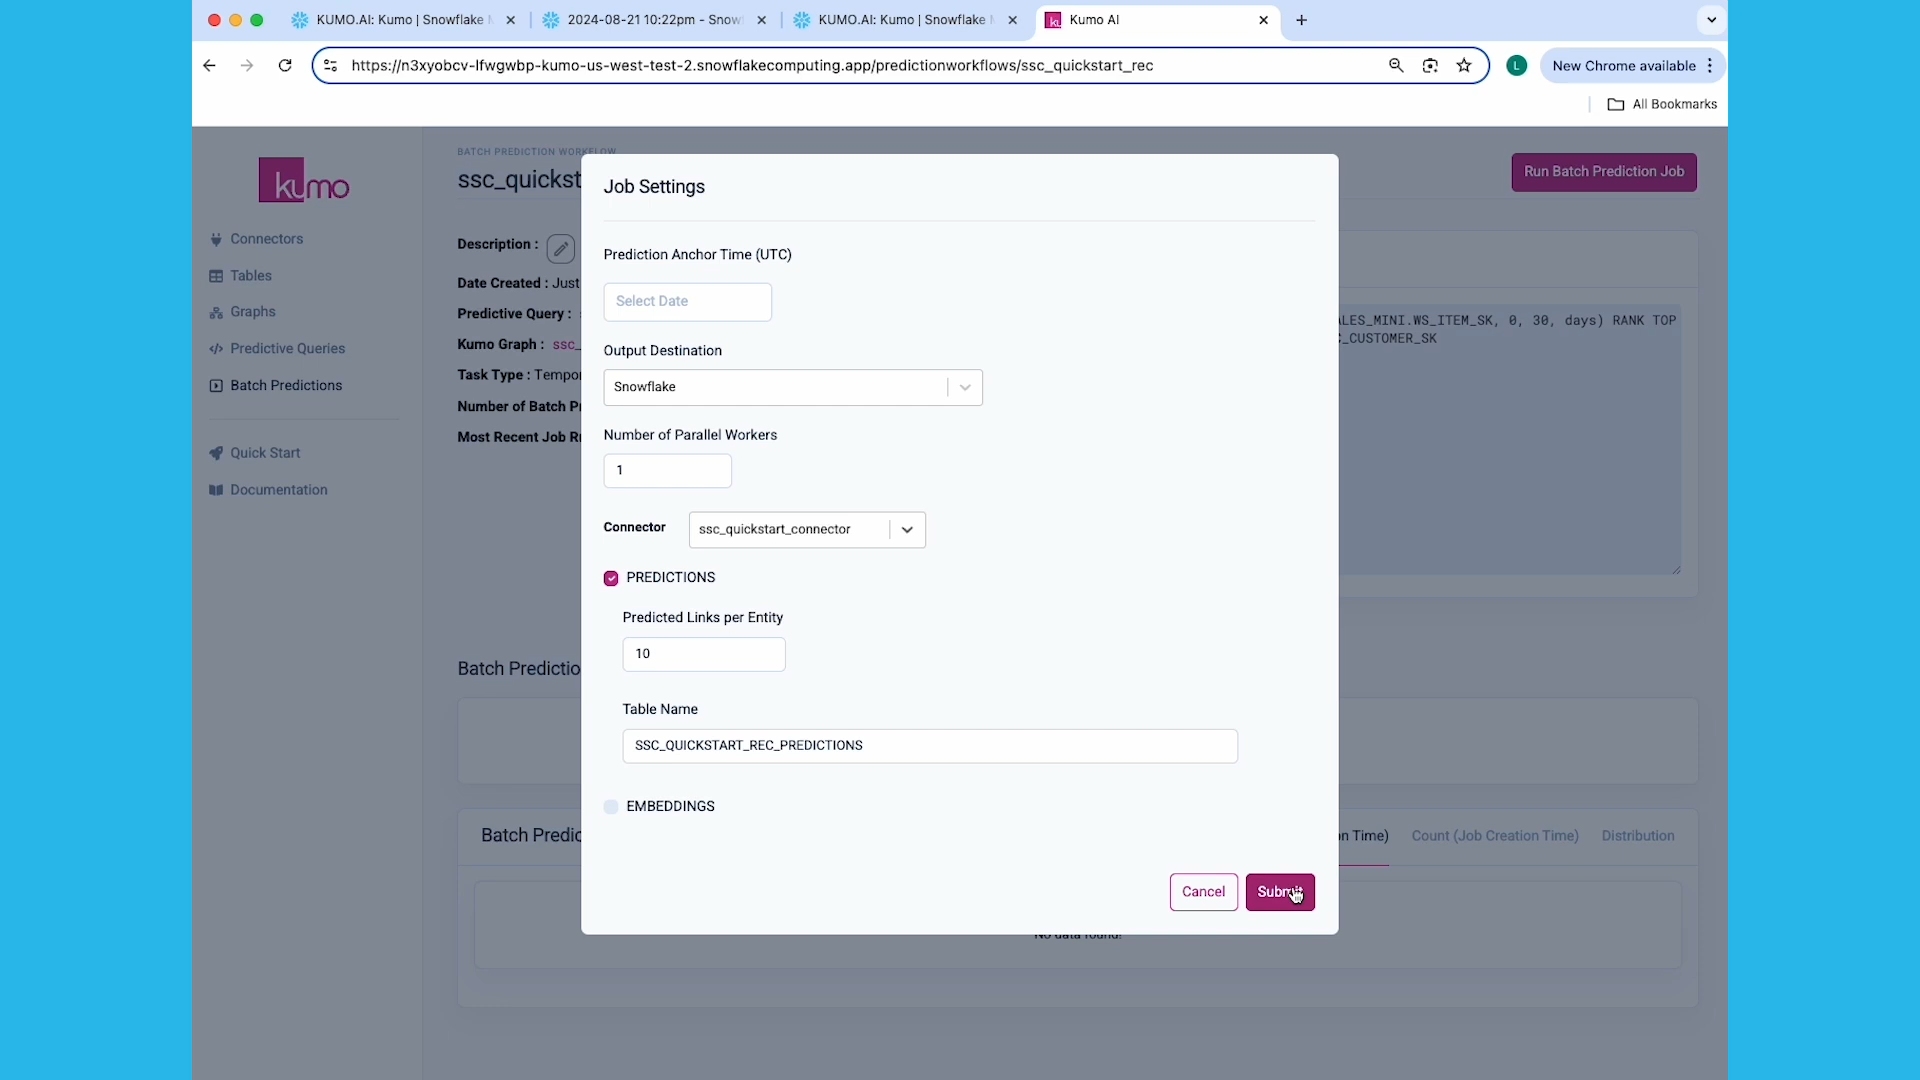 KUMO.AI: Kumo | Snowflake
2024-08-21 10:22pm - Snow
KUMO.AI: Kumo | Snowflake
Kumo AI
https://n3xyobcv-lfwgwbp-kumo-us-west-test-2.snowflakecomputing.app/predictionworkflows/ssc_quickstart_rec
L
New Chrome available
All Bookmarks
kumo
Connectors
Tables
Graphs
Predictive Queries
Batch Predictions
Quick Start
Documentation
BATCH PREDICTION WORKFLOW
ssc_quickst
Run Batch Prediction Job
Description :
Date Created : Just
Predictive Query :
Kumo Graph : ssc_
Task Type : Tempo
Number of Batch P
Most Recent Job R
LES_MINI.WS_ITEM_SK, 0, 30, days) RANK TOP
_CUSTOMER_SK
Job Settings
Prediction Anchor Time (UTC)
Select Date
Output Destination
Snowflake
Number of Parallel Workers
1
Connector
ssc_quickstart_connector
PREDICTIONS
Predicted Links per Entity
10
Table Name
SSC_QUICKSTART_REC_PREDICTIONS
EMBEDDINGS
Cancel
Submit
Batch Predictio
Batch Predic
on Time)
Count (Job Creation Time)
Distribution
No data found!